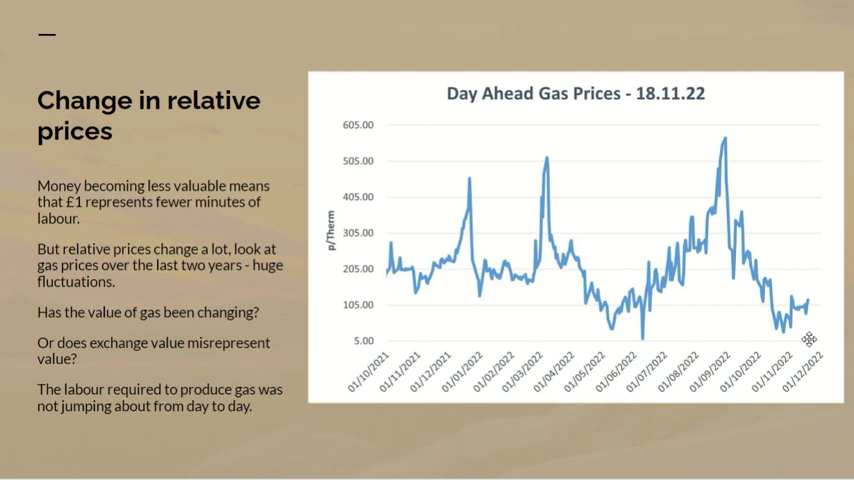 Change in relative
prices
Money becoming less valuable means
that £1 represents fewer minutes of
labour.
But relative prices change a lot, look at
gas prices over the last two years - huge
fluctuations.
Has the value of gas been changing?
Or does exchange value misrepresent
value?
The labour required to produce gas was
not jumping about from day to day.
Day Ahead Gas Prices - 18.11.22
p/Therm
605.00
505.00
405.00
305.00
205.00
105.00
5.00
01/10/2021
01/11/2021
01/12/2021
01/01/2022
01/02/2022
01/03/2022
01/04/2022
01/05/2022
01/06/2022
01/07/2022
01/08/2022
01/09/2022
01/10/2022
01/11/2022
01/12/2022